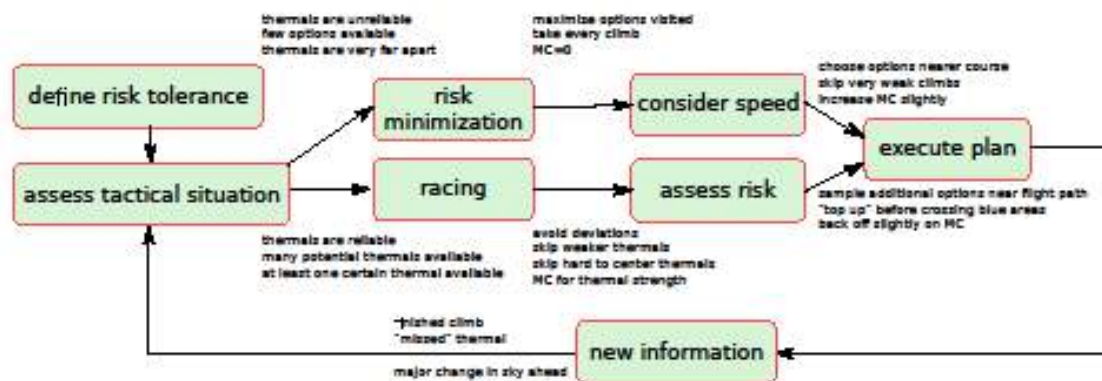 thermals are unreliable
few options available
thermals are very far apart
maximise options visited
take every climb
MC=0
define risk tolerance
risk
minimization
consider speed
choose options nearer course
skip very weak climbs
increase MC slightly
execute plan
assess tactical situation
racing
assess risk
sample additional options near flight path
"top up" before crossing blue areas
back off slightly on MC
thermals are reliable
many potential thermals available
at least one certain thermal available
avoid deviations
skip weaker thermals
skip hard to center thermals
MC for thermal strength
finished climb
"missed" thermal
major change in sky ahead
new information